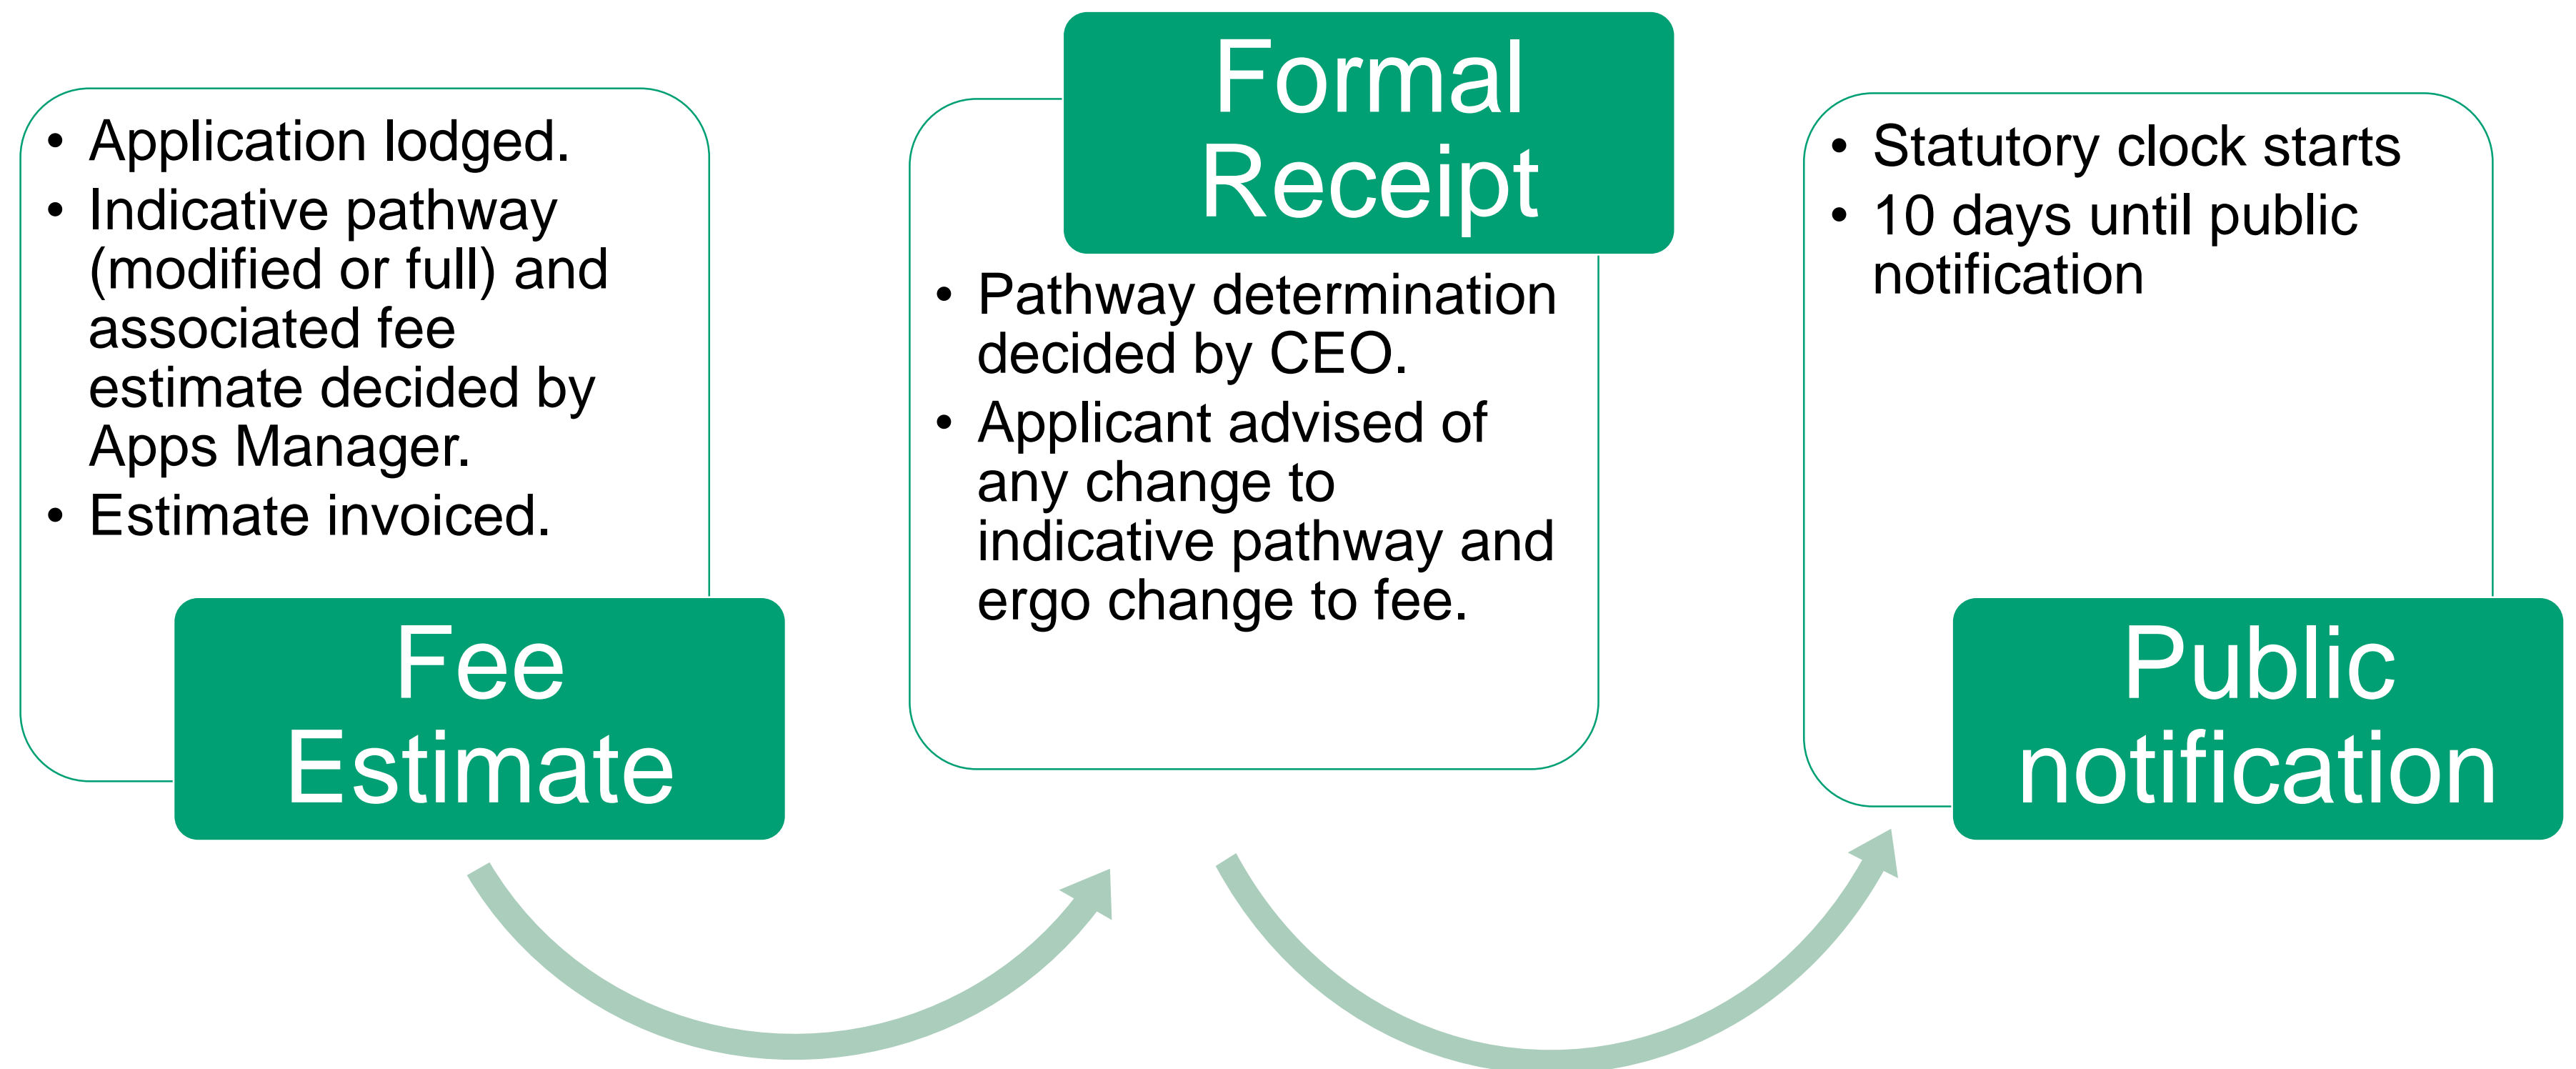 • Application lodged.
• Indicative pathway
(modified or full) and
associated fee
estimate decided by
Apps Manager.
• Estimate invoiced.
Fee
Estimate
Formal
Receipt
• Pathway determination
decided by CEO.
• Applicant advised of
any change to
indicative pathway and
ergo change to fee.
• Statutory clock starts
• 10 days until public
notification
Public
notification